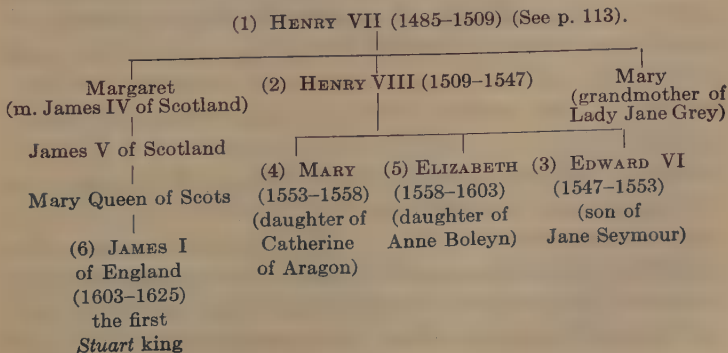 (1) HENRY VII (1485–1509) (See p. 113).
Margaret
(m. James IV of Scotland)
(2) HENRY VIII (1509–1547)
Mary
(grandmother of
Lady Jane Grey)
James V of Scotland
Mary Queen of Scots
(6) JAMES I
of England
(1603–1625)
the first
Stuart king
(4) MARY
(1553–1558)
(daughter of
Catherine
of Aragon)
(5) ELIZABETH
(1558–1603)
(daughter of
Anne Boleyn)
(3) EDWARD VI
(1547–1553)
(son of
Jane Seymour)